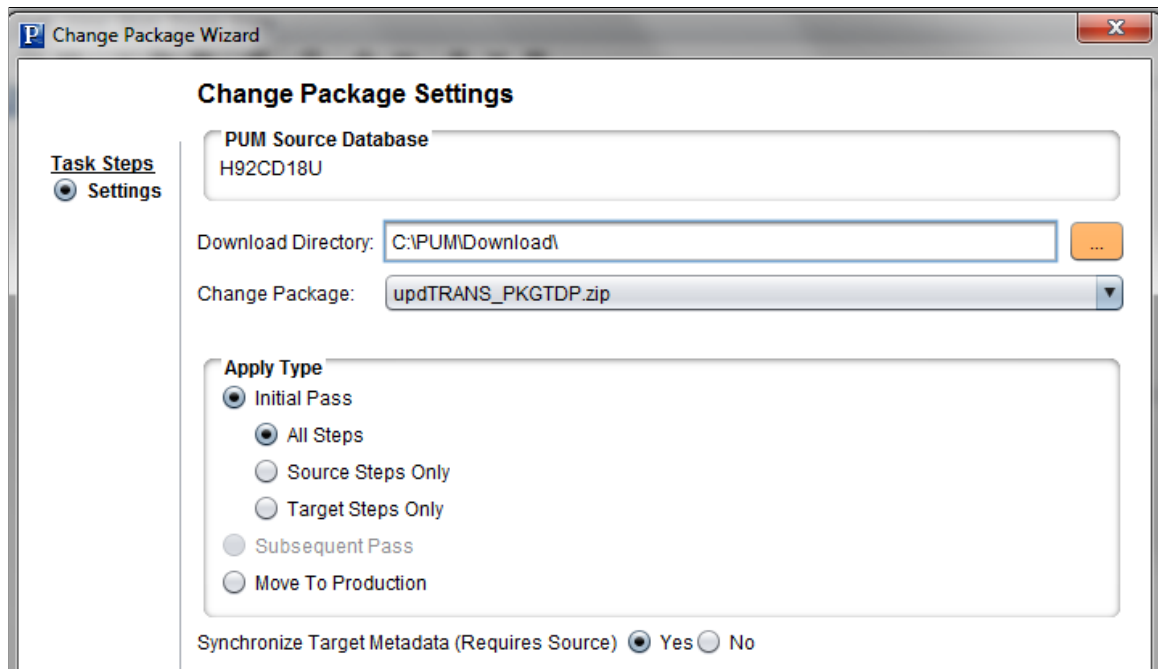 Change Package Wizard
Change Package Settings
PUM Source Database
H92CD18U
Task Steps
Settings
Download Directory: C:\PUM\Download\ ...
Change Package: updTRANS_PKGTDP.zip
Apply Type
Initial Pass
All Steps
Source Steps Only
Target Steps Only
Subsequent Pass
Move To Production
Synchronize Target Metadata (Requires Source) Yes No